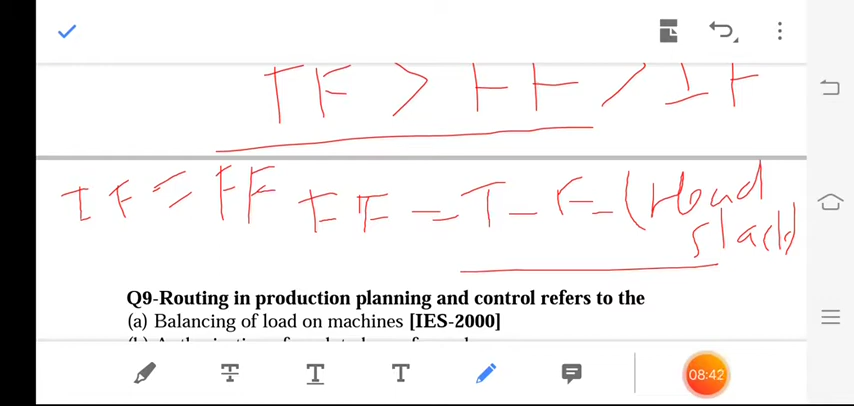 TF > FF > IF
IF = FF FF = TF - (Head
slack)
Q9-Routing in production planning and control refers to the
(a) Balancing of load on machines [IES-2000]
T T T
08:42